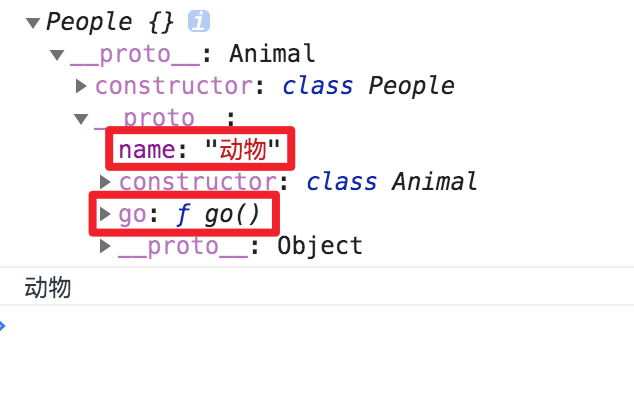 ▼People {} i
▼__proto__: Animal
▶constructor: class People
▼__proto__:
name: "动物"
▶constructor: class Animal
▶go: ƒ go()
▶__proto__: Object
动物